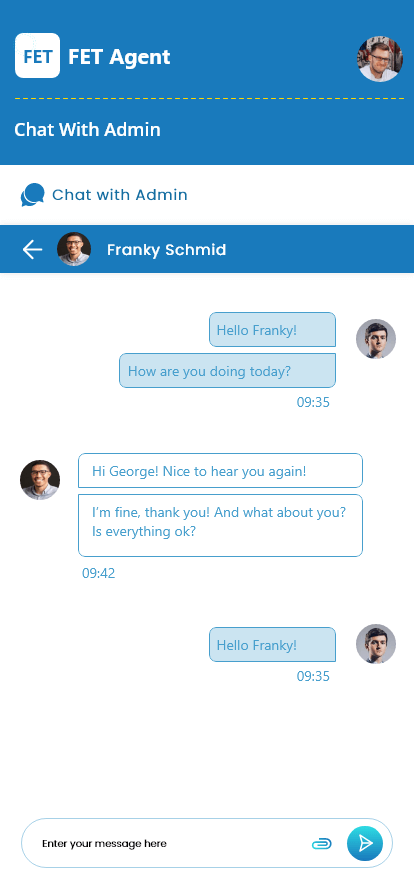 FET FET Agent
Chat With Admin
Chat with Admin
Franky Schmid
Hello Franky!
How are you doing today?
09:35
Hi George! Nice to hear you again!
I'm fine, thank you! And what about you?
Is everything ok?
09:42
Hello Franky!
09:35
Enter your message here